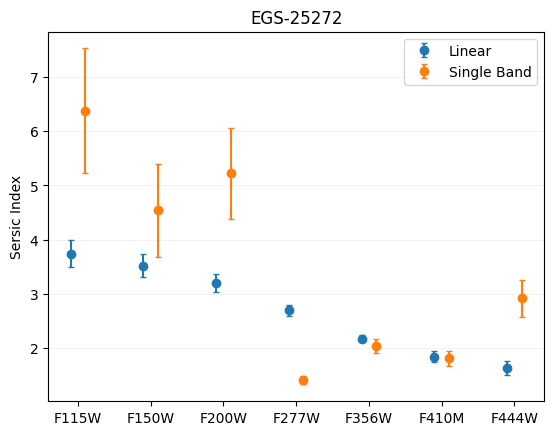 EGS-25272
Linear
Single Band
Sersic Index
7
6
5
4
3
2
F115W F150W F200W F277W F356W F410M F444W